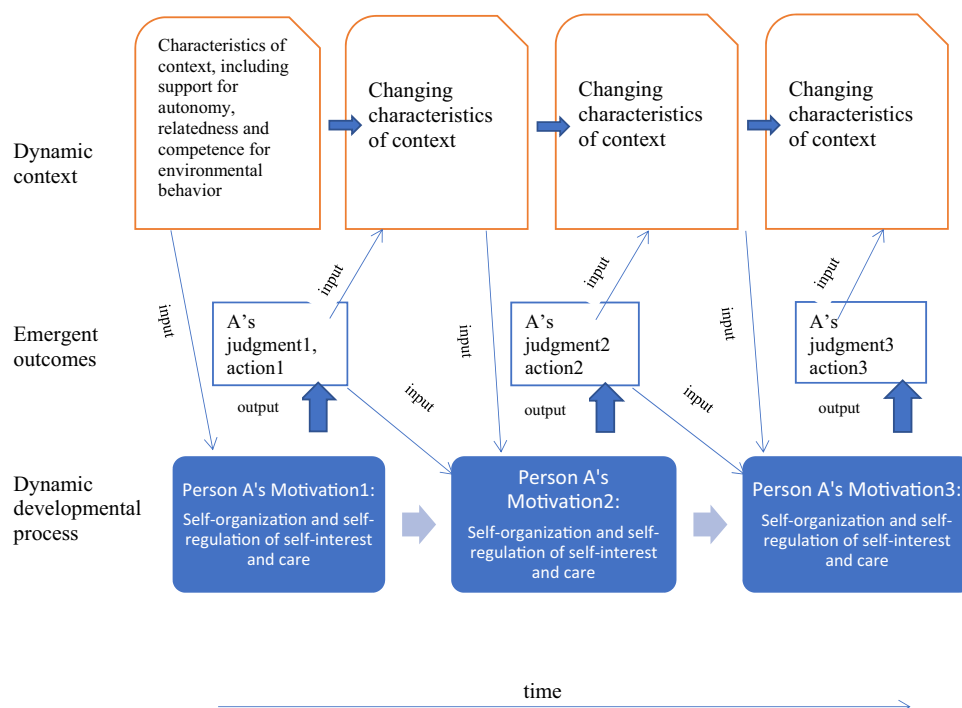 Dynamic
context
Characteristics of
context, including
support for
autonomy,
relatedness and
competence for
environmental
behavior
Changing
characteristics
of context
Changing
characteristics
of context
Changing
characteristics
of context
input
input
input
input
input
input
Emergent
outcomes
A's
judgment1,
action1
A's
judgment2
action2
A's
judgment3
action3
output
input
output
input
output
Dynamic
developmental
process
Person A's Motivation1:
Self-organization and self-
regulation of self-interest
and care
Person A's
Motivation2:
Self-organization and self-
regulation of self-interest
and care
Person A's Motivation3:
Self-organization and self-
regulation of self-interest
and care
time